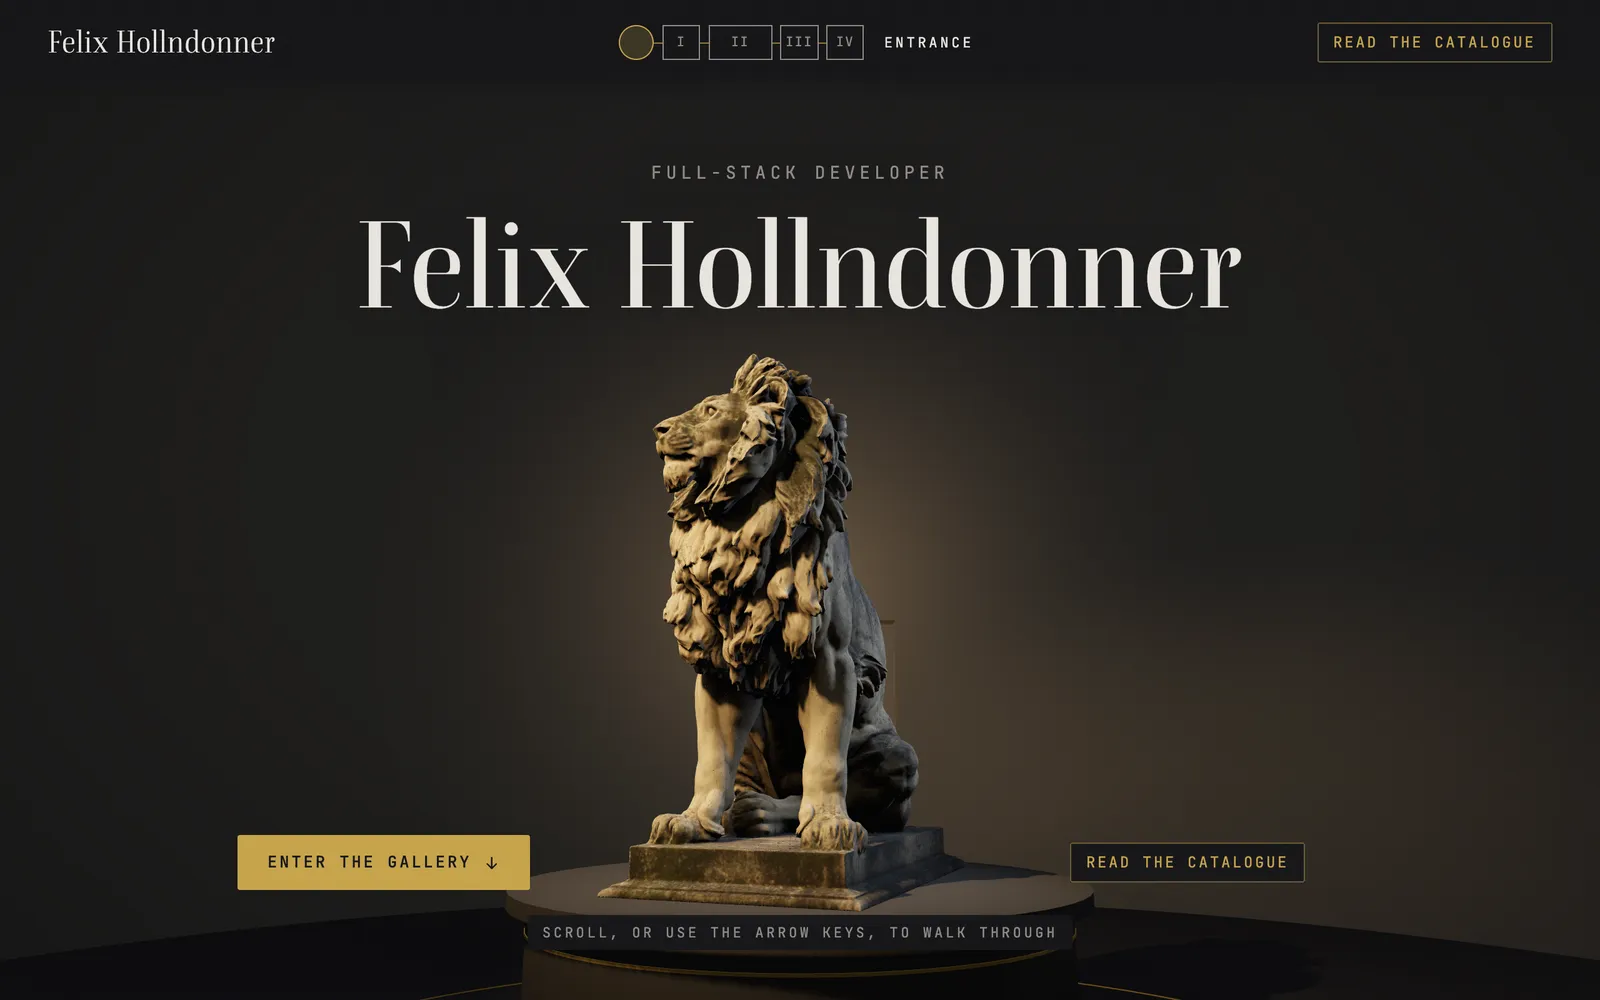 Felix Hollndonner
I II III IV ENTRANCE
READ THE CATALOGUE
FULL-STACK DEVELOPER
Felix Hollndonner
ENTER THE GALLERY ↓
READ THE CATALOGUE
SCROLL, OR USE THE ARROW KEYS, TO WALK THROUGH